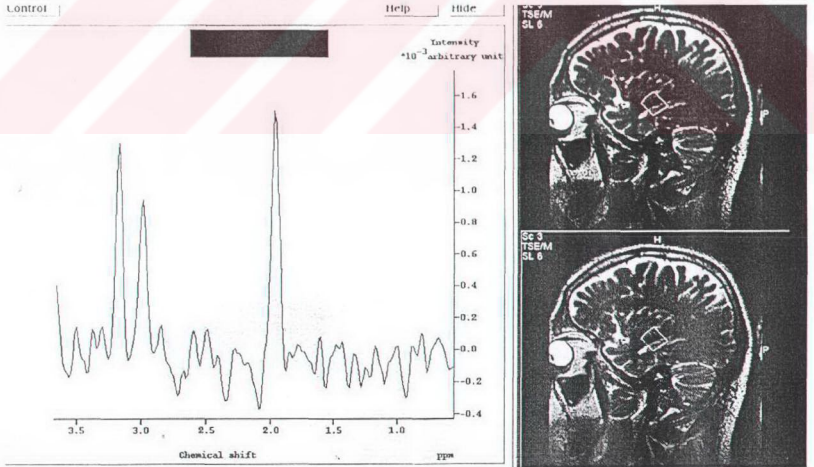 Control Help Hide
Intensity
*10^-3 arbitrary unit
1.6
1.4
1.2
1.0
0.8
0.6
0.4
0.2
0.0
-0.2
-0.4
3.5 3.0 2.5 2.0 1.5 1.0
Chemical shift ppm
Sc 3
TSE/M
SL 6
H
P
Sc 3
TSE/M
SL 6
H
P